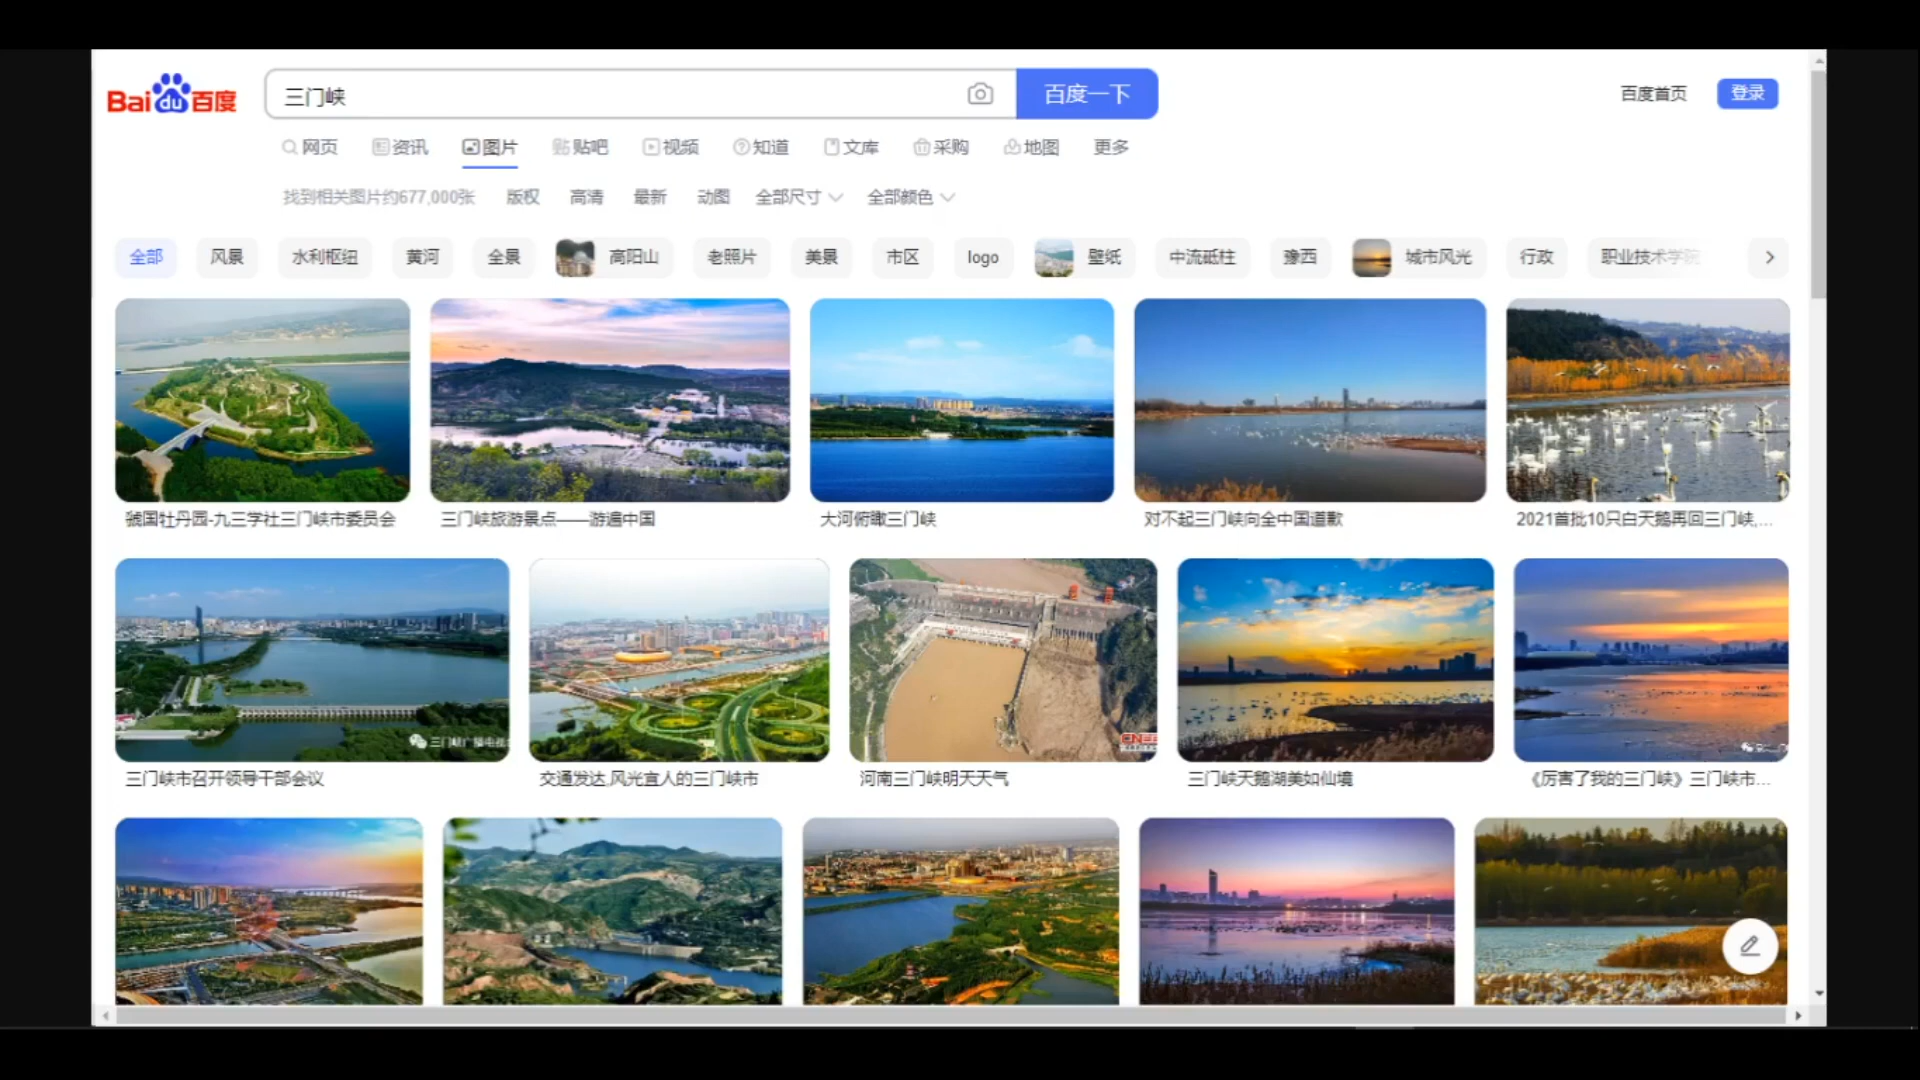 Bai du 百度
三门峡
百度一下
百度首页
登录
网页 资讯 图片 贴吧 视频 知道 文库 采购 地图 更多
找到相关图片约677,000张 版权 高清 最新 动图 全部尺寸 全部颜色
全部 风景 水利枢纽 黄河 全景 高阳山 老照片 美景 市区 logo 壁纸 中流砥柱 豫西 城市风光 行政 职业技术学院
虢国牡丹园-九三学社三门峡市委员会
三门峡旅游景点——游遍中国
大河俯瞰三门峡
对不起三门峡向全中国道歉
2021首批10只白天鹅再回三门峡,...
三门峡市召开领导干部会议
交通发达,风光宜人的三门峡市
河南三门峡明天天气
三门峡天鹅湖美如仙境
《厉害了我的三门峡》三门峡市...